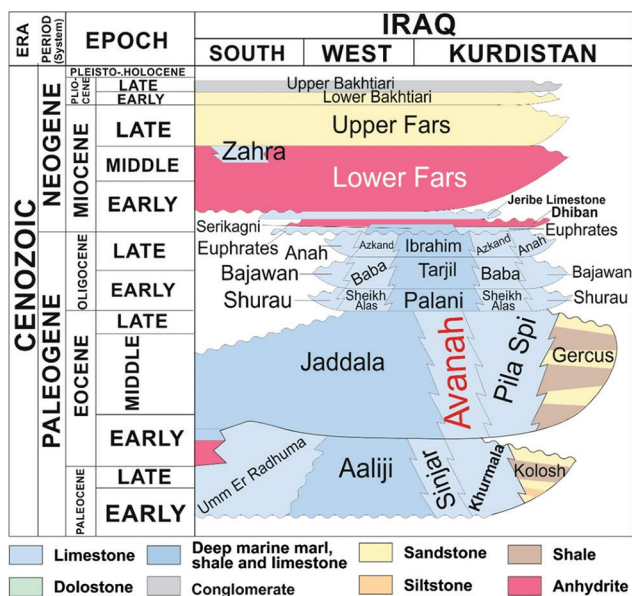 ERA
PERIOD
(System)
EPOCH
IRAQ
SOUTH
WEST
KURDISTAN
CENOZOIC
NEOGENE
PALEOGENE
PLEISTO-.HOLOCENE
PLIO-
CENE
LATE
EARLY
MIOCENE
LATE
MIDDLE
EARLY
OLIGOCENE
LATE
EARLY
EOCENE
LATE
MIDDLE
EARLY
PALEOCENE
LATE
EARLY
Upper Bakhtiari
Lower Bakhtiari
Upper Fars
Zahra
Lower Fars
Jeribe Limestone
Dhiban
Serikagni
Euphrates
Euphrates
Anah
Azkand
Ibrahim
Azkand
Anah
Bajawan
Baba
Tarjil
Baba
Bajawan
Shurau
Sheikh
Alas
Palani
Sheikh
Alas
Shurau
Jaddala
Avanah
Pila Spi
Gercus
Umm Er Radhuma
Aaliji
Sinjar
Khurmala
Kolosh
Limestone
Deep marine marl,
shale and limestone
Sandstone
Shale
Dolostone
Conglomerate
Siltstone
Anhydrite